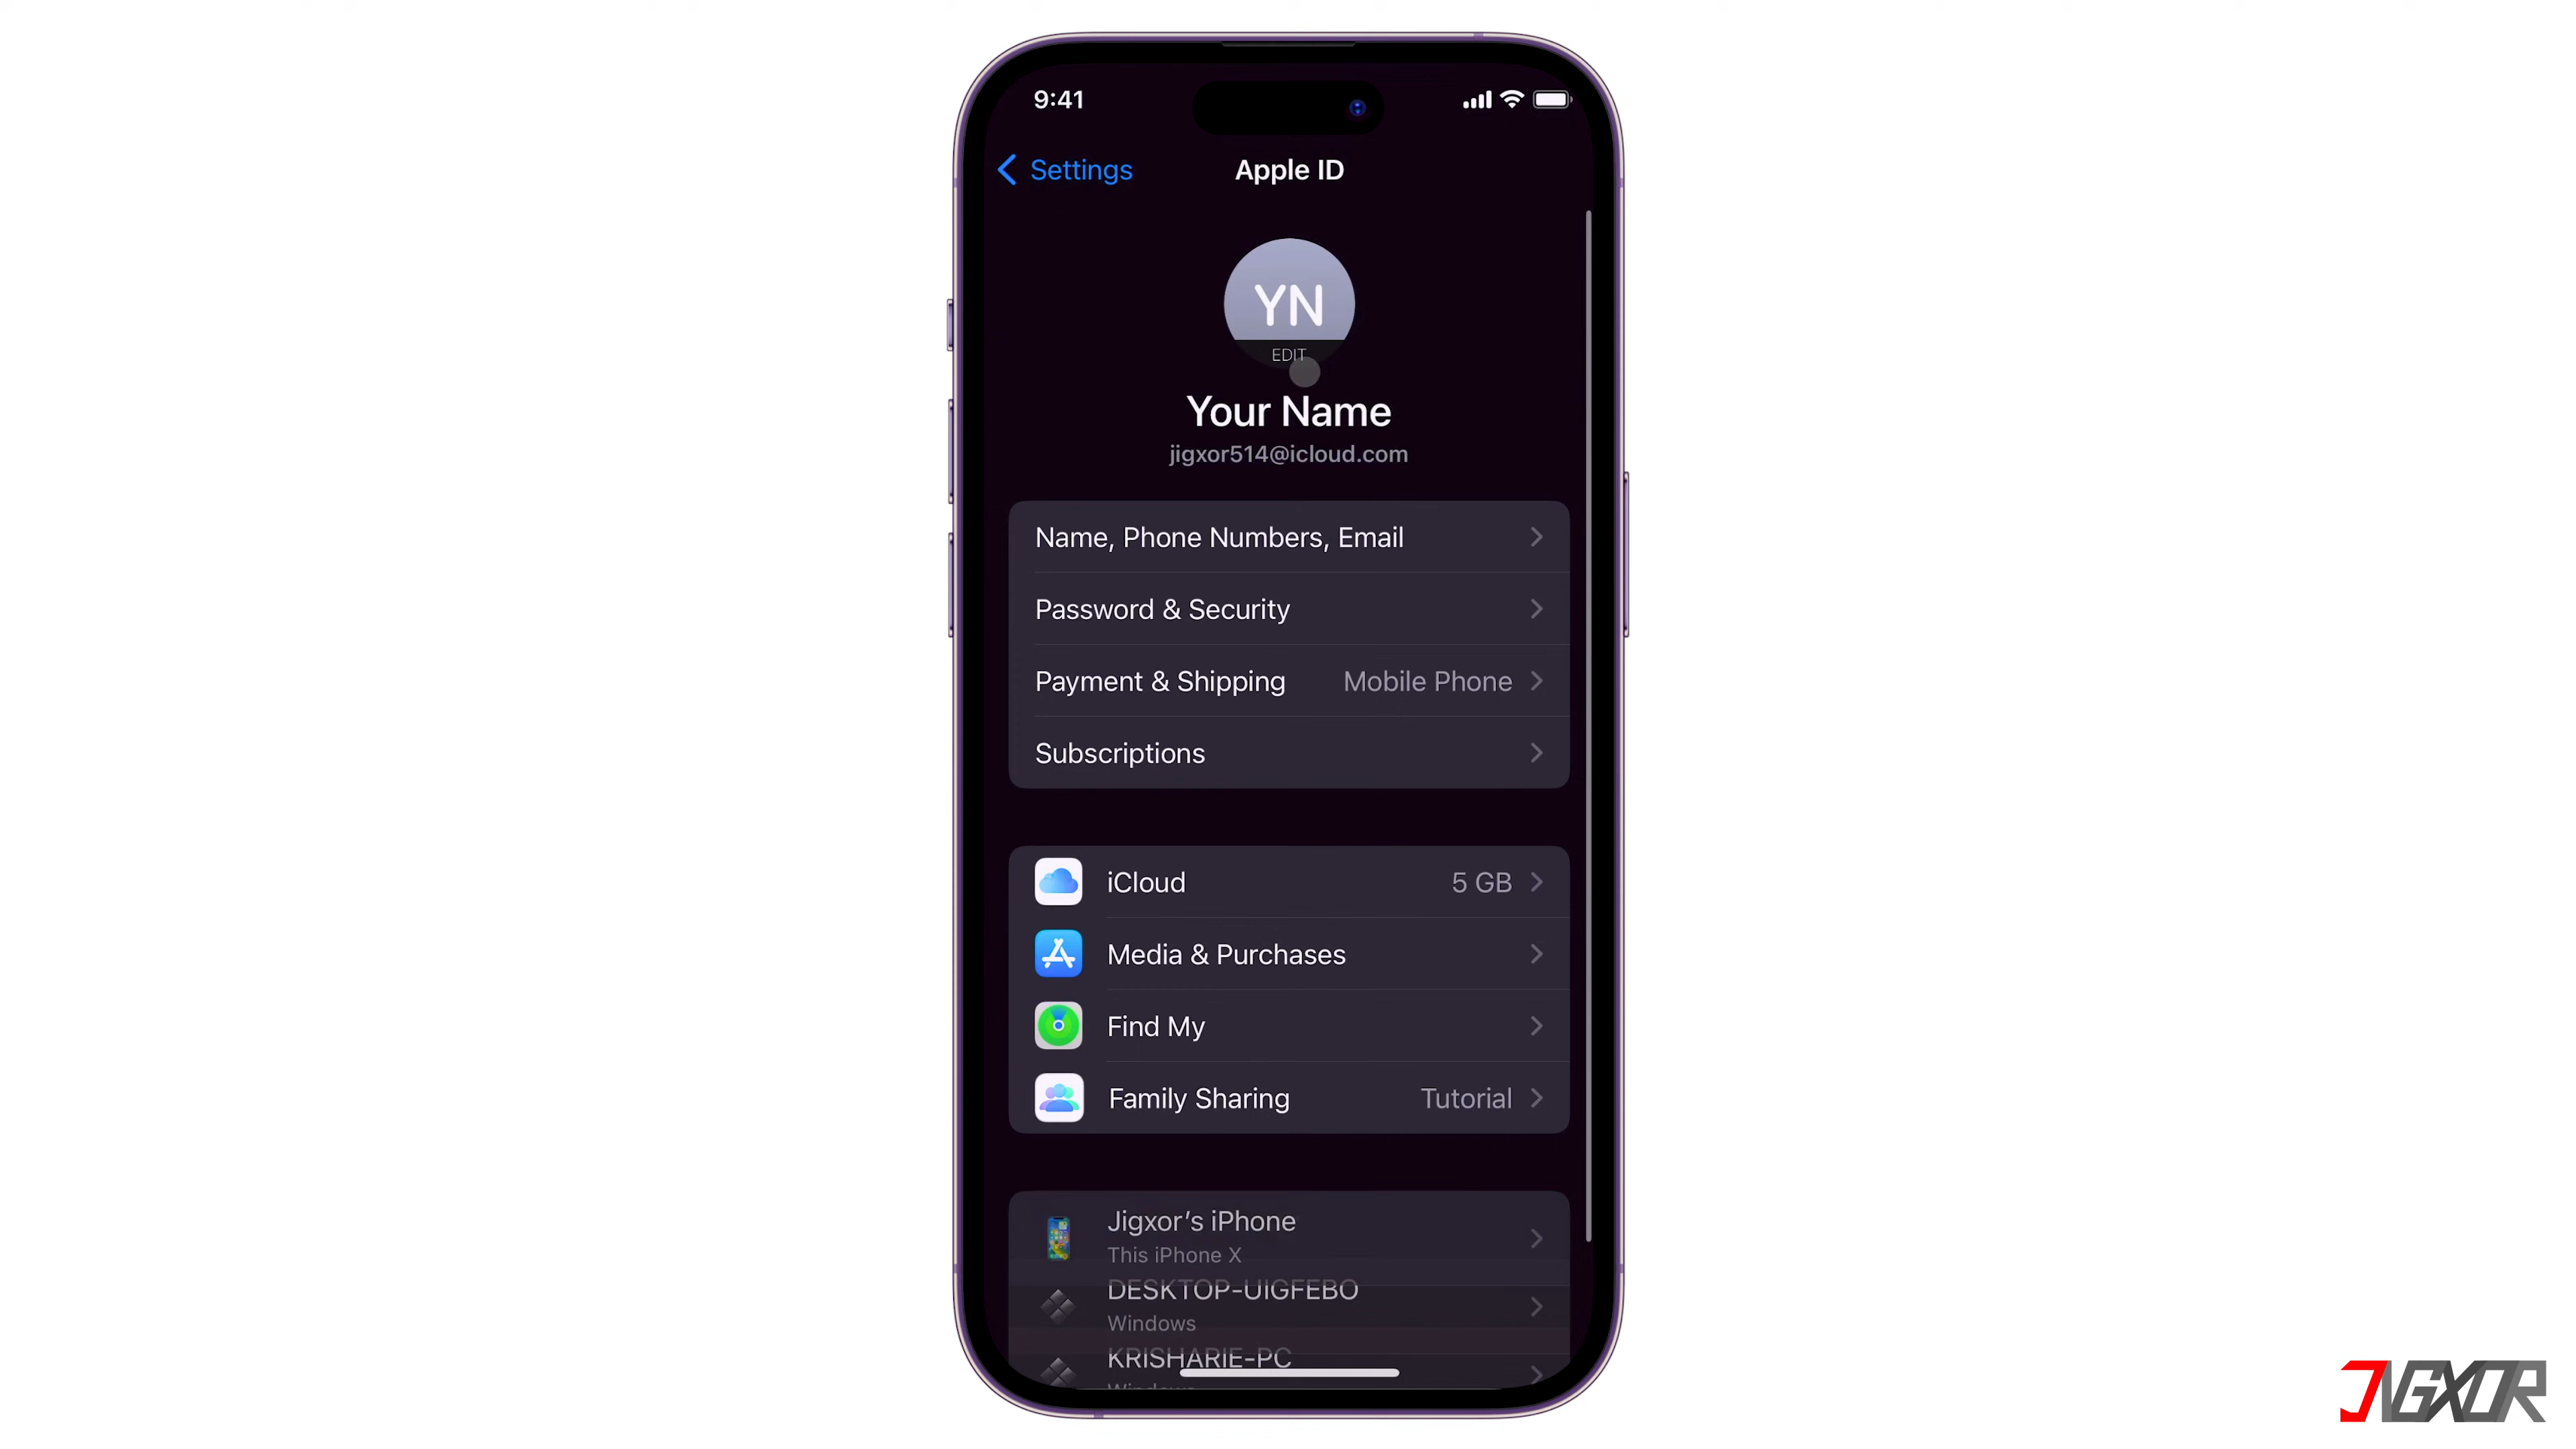 9:41
Settings
Apple ID
YN
EDIT
Your Name
jigxor514@icloud.com
Name, Phone Numbers, Email
Password & Security
Payment & Shipping Mobile Phone
Subscriptions
iCloud 5 GB
Media & Purchases
Find My
Family Sharing Tutorial
Jigxor’s iPhone
This iPhone X
DESKTOP-UIGFEBO
Windows
KRISHARIE-PC
Windows
JIGXOR